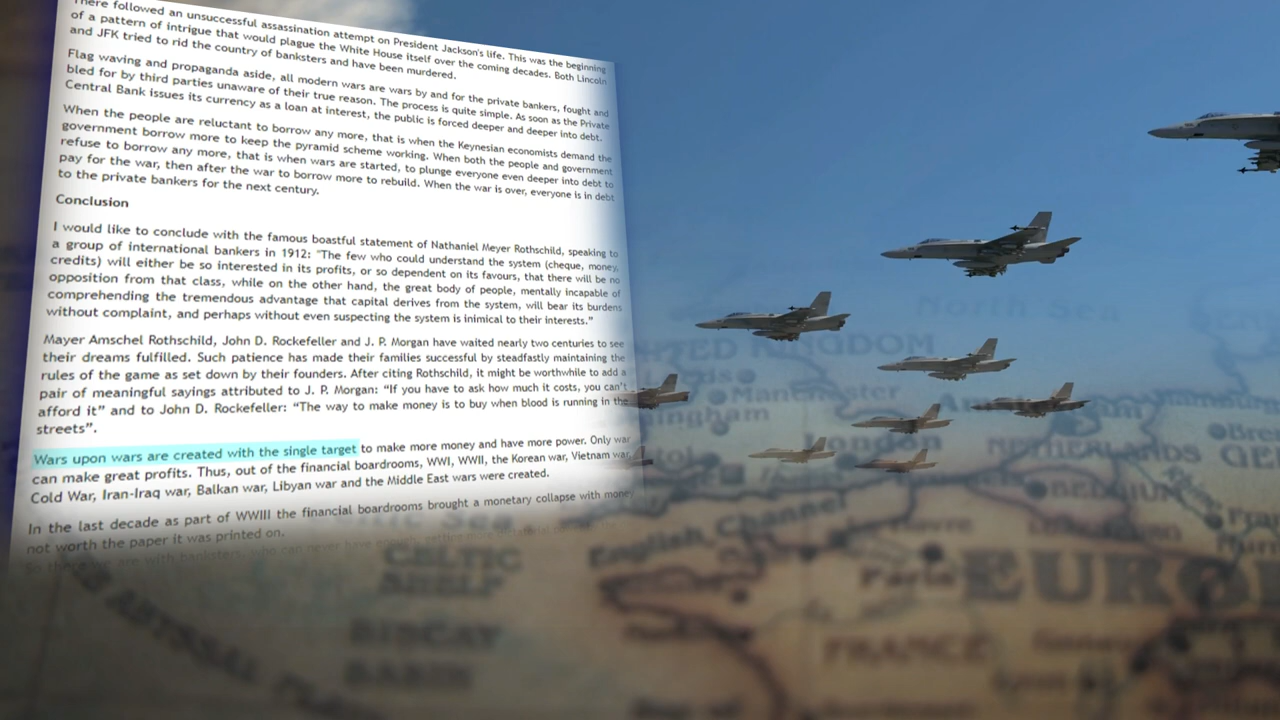 There followed an unsuccessful assassination attempt on President Jackson's life. This was the beginning
of a pattern of intrigue that would plague the White House itself over the coming decades. Both Lincoln
and JFK tried to rid the country of banksters and have been murdered.
Flag waving and propaganda aside, all modern wars are wars by and for the private bankers, fought and
bled for by third parties unaware of their true reason. The process is quite simple. As soon as the Private
Central Bank issues its currency as a loan at interest, the public is forced deeper and deeper into debt.
When the people are reluctant to borrow any more, that is when the Keynesian economists demand the
government borrow more to keep the pyramid scheme working. When both the people and government
refuse to borrow any more, that is when wars are started, to plunge everyone even deeper into debt to
pay for the war, then after the war to borrow more to rebuild. When the war is over, everyone is in debt
to the private bankers for the next century.
Conclusion
I would like to conclude with the famous boastful statement of Nathaniel Meyer Rothschild, speaking to
a group of international bankers in 1912: "The few who could understand the system (cheque, money,
credits) will either be so interested in its profits, or so dependent on its favours, that there will be no
opposition from that class, while on the other hand, the great body of people, mentally incapable of
comprehending the tremendous advantage that capital derives from the system, will bear its burdens
without complaint, and perhaps without even suspecting the system is inimical to their interests."
Mayer Amschel Rothschild, John D. Rockefeller and J. P. Morgan have waited nearly two centuries to see
their dreams fulfilled. Such patience has made their families successful by steadfastly maintaining the
rules of the game as set down by their founders. After citing Rothschild, it might be worthwhile to add a
pair of meaningful sayings attributed to J. P. Morgan: "If you have to ask how much it costs, you can't
afford it" and to John D. Rockefeller: "The way to make money is to buy when blood is running in the
streets".
Wars upon wars are created with the single target to make more money and have more power. Only war
can make great profits. Thus, out of the financial boardrooms, WWI, WWII, the Korean war, Vietnam war,
Cold War, Iran-Iraq war, Balkan war, Libyan war and the Middle East wars were created.
In the last decade as part of WWIII the financial boardrooms brought a monetary collapse with money
not worth the paper it was printed on.
North Sea
KINGDOM
Manchester
Amsterdam
Hamburg
London
NETHERLANDS
BELGIUM
English Channel
CELTIC
SHELF
Paris
EURO
BISCAY
BASIN
FRANCE
ABYSSAL